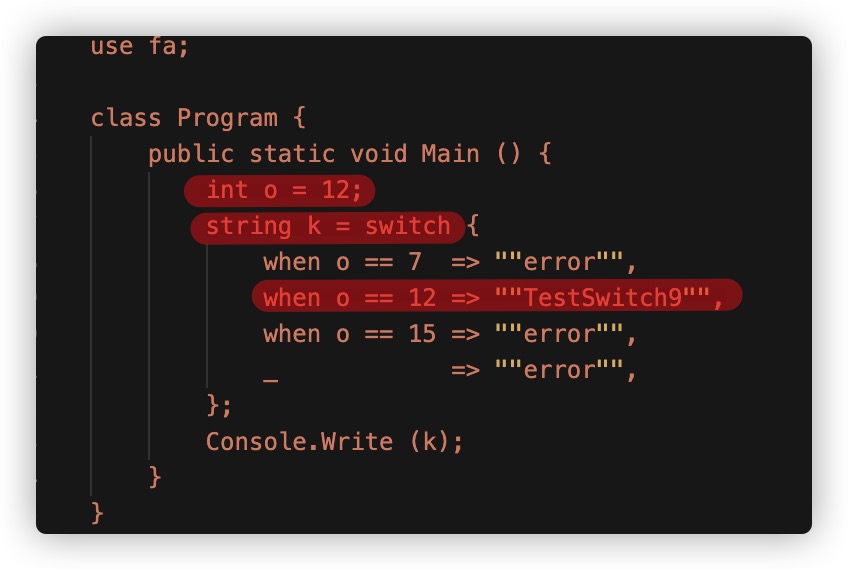 use fa;
class Program {
public static void Main () {
int o = 12;
string k = switch {
when o == 7  => ""error"",
when o == 12 => ""TestSwitch9"",
when o == 15 => ""error"",
_            => ""error"",
};
Console.Write (k);
}
}